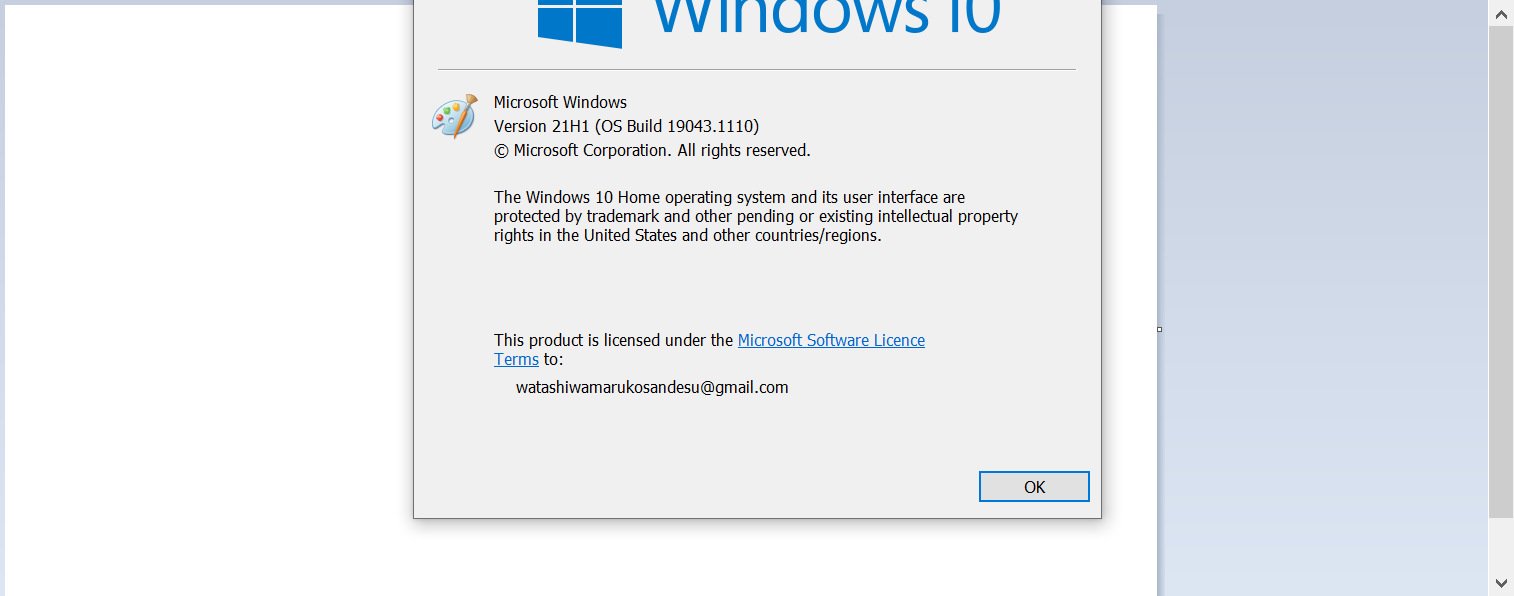 Windows 10
Microsoft Windows
Version 21H1 (OS Build 19043.1110)
© Microsoft Corporation. All rights reserved.
The Windows 10 Home operating system and its user interface are
protected by trademark and other pending or existing intellectual property
rights in the United States and other countries/regions.
This product is licensed under the Microsoft Software Licence
Terms to:
watashiwamarukosandesu@gmail.com
OK